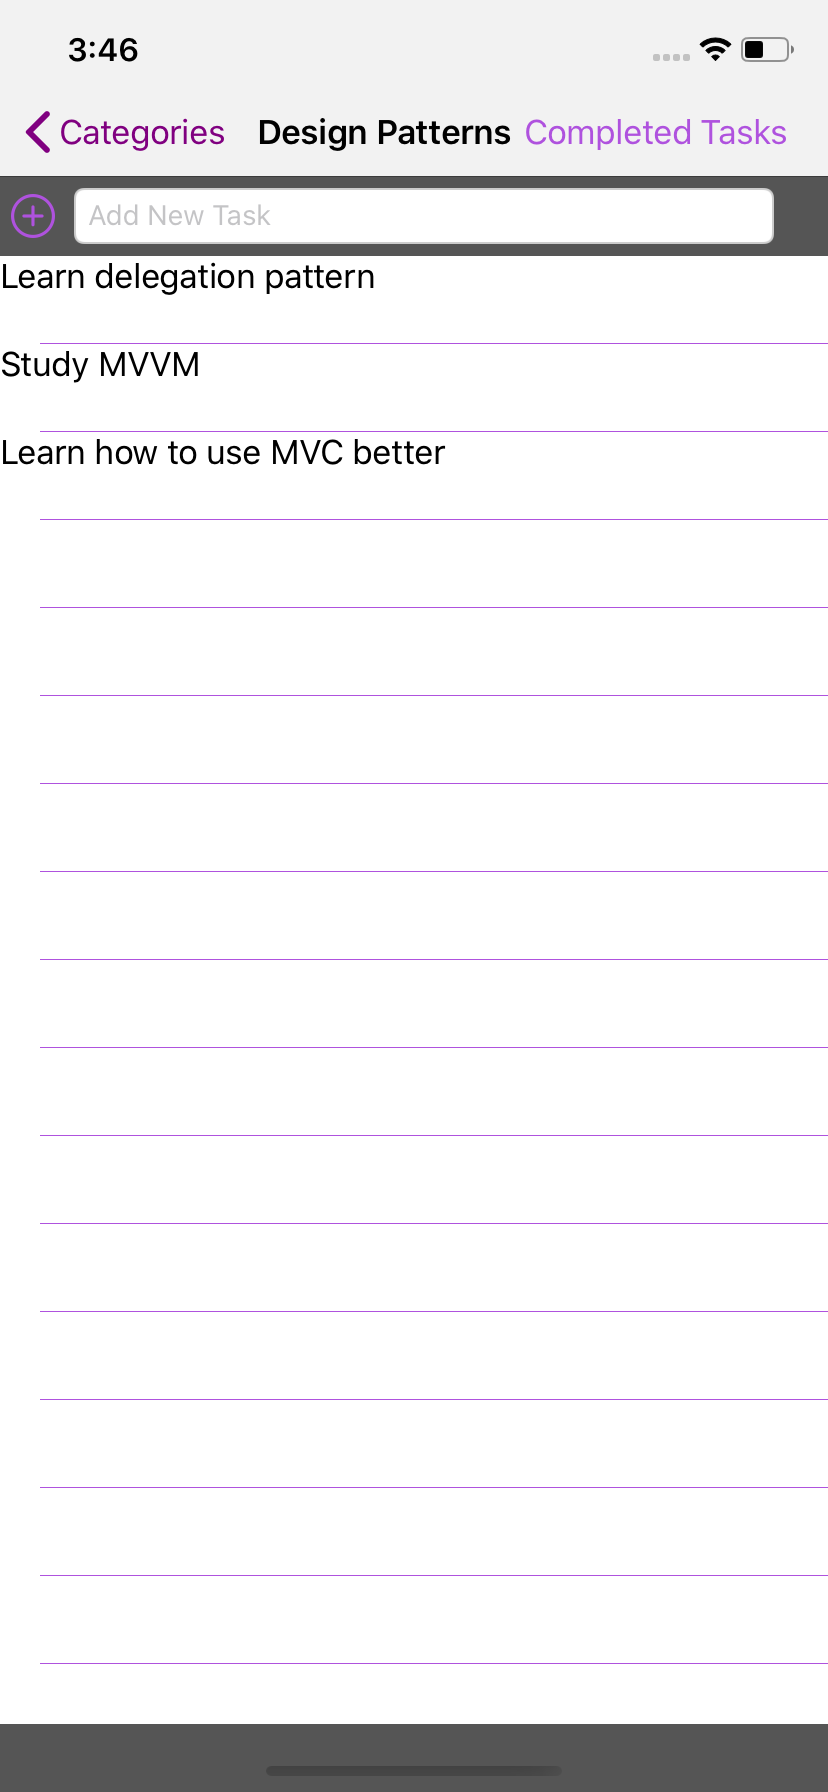 3:46
Categories Design Patterns Completed Tasks
Add New Task
Learn delegation pattern
Study MVVM
Learn how to use MVC better